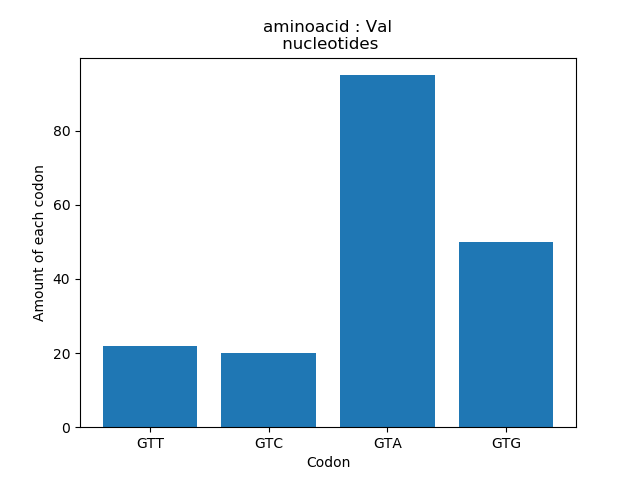 aminoacid : Val
nucleotides
Amount of each codon
80
60
40
20
0
GTT GTC GTA GTG
Codon